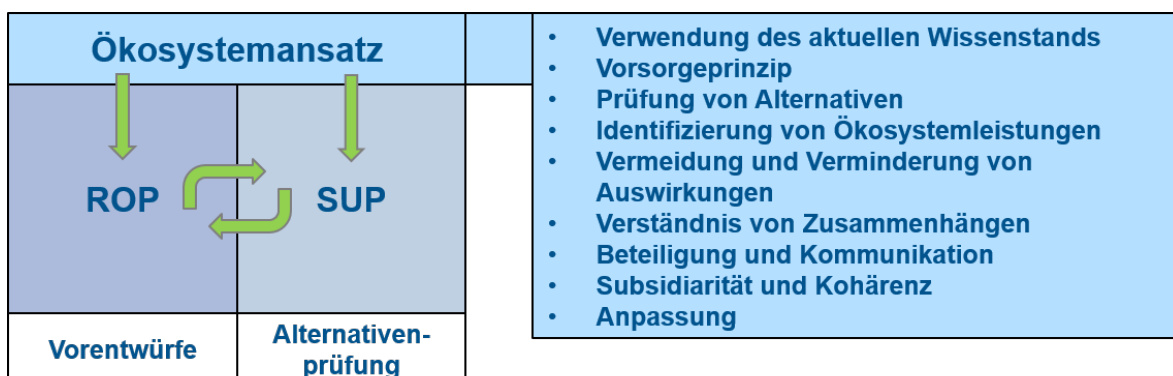 Ökosystemansatz
ROP
SUP
Vorentwürfe
Alternativen-
prüfung
• Verwendung des aktuellen Wissenstands
• Vorsorgeprinzip
• Prüfung von Alternativen
• Identifizierung von Ökosystemleistungen
• Vermeidung und Verminderung von
Auswirkungen
• Verständnis von Zusammenhängen
• Beteiligung und Kommunikation
• Subsidiarität und Kohärenz
• Anpassung